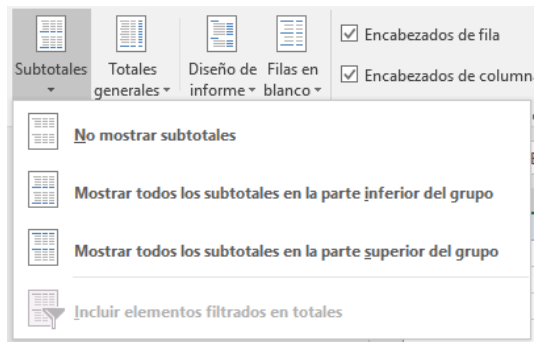 Subtotales
Totales generales
Diseño de informe
Filas en blanco
Encabezados de fila
Encabezados de column
No mostrar subtotales
Mostrar todos los subtotales en la parte inferior del grupo
Mostrar todos los subtotales en la parte superior del grupo
Incluir elementos filtrados en totales